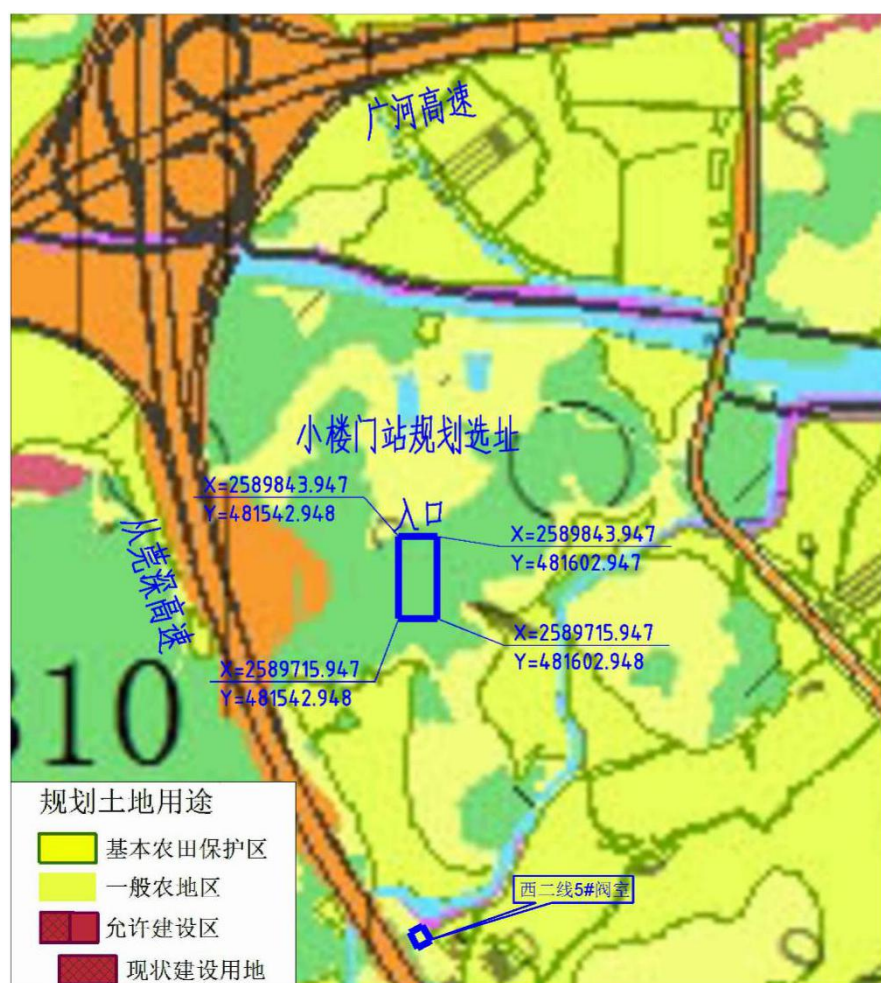 广河高速
小楼门站规划选址
X=2589843.947
Y=481542.948
入口
X=2589843.947
Y=481602.947
从莞深高速
X=2589715.947
Y=481602.948
X=2589715.947
Y=481542.948
310
规划土地用途
基本农田保护区
一般农地区
允许建设区
现状建设用地
西二线5#阀室